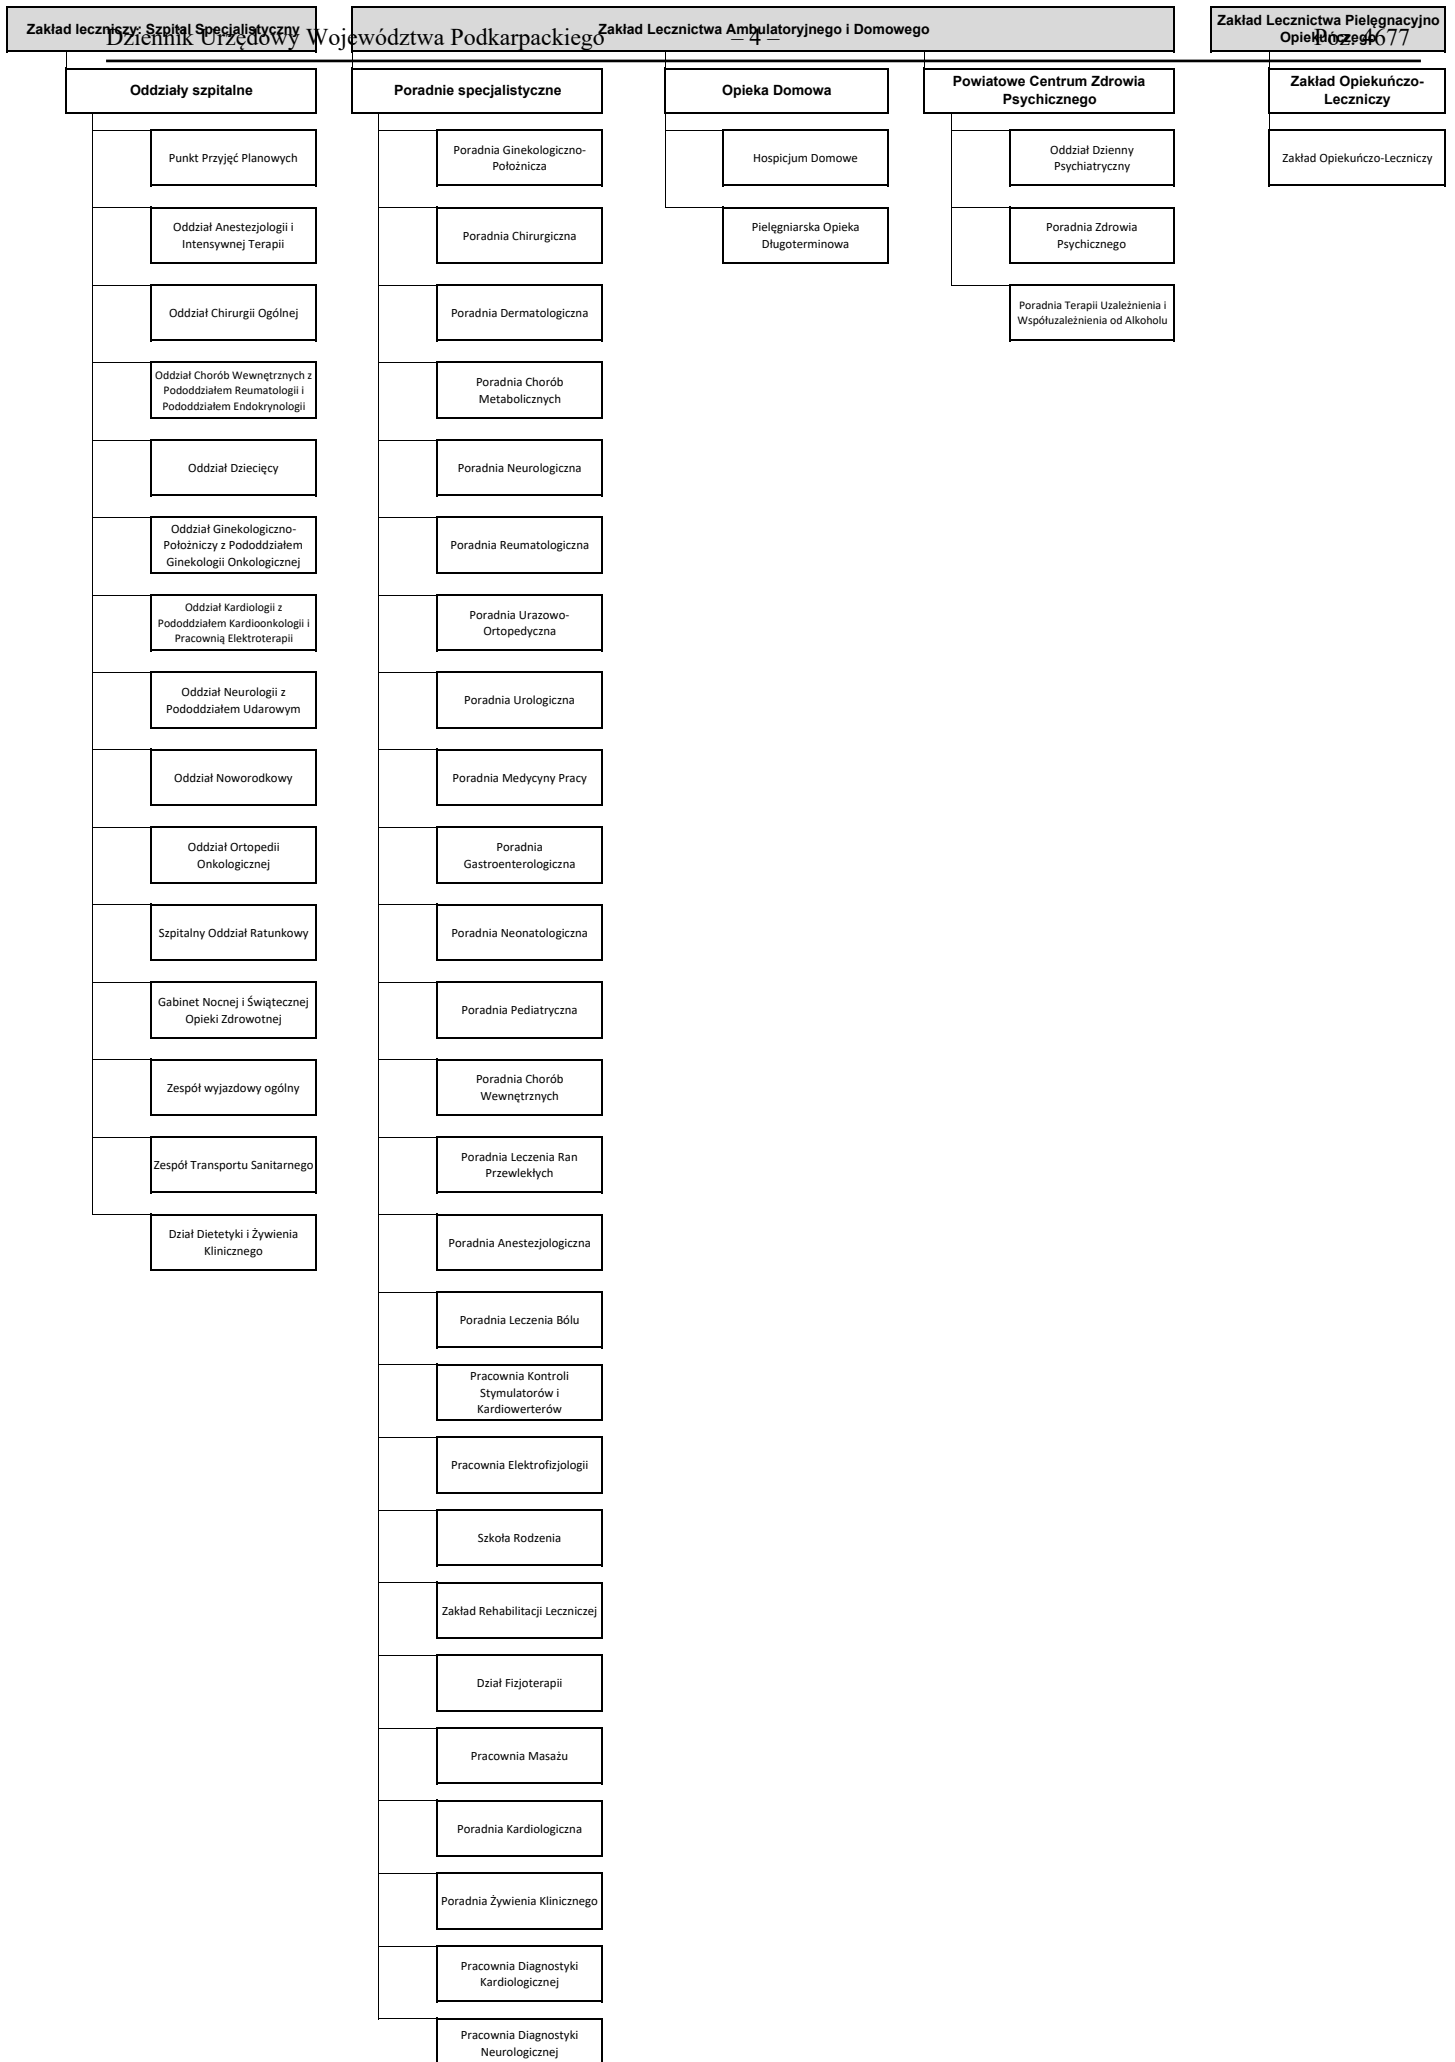 Dziennik Urzędowy Województwa Podkarpackiego
– 4 –
Poz. 4677
Zakład leczniczy: Szpital Specjalistyczny
Zakład Lecznictwa Ambulatoryjnego i Domowego
Zakład Lecznictwa Pielęgnacyjno
Opiekuńczego
Oddziały szpitalne
Punkt Przyjęć Planowych
Oddział Anestezjologii i
Intensywnej Terapii
Oddział Chirurgii Ogólnej
Oddział Chorób Wewnętrznych z
Pododdziałem Reumatologii i
Pododdziałem Endokrynologii
Oddział Dziecięcy
Oddział Ginekologiczno-
Położniczy z Pododdziałem
Ginekologii Onkologicznej
Oddział Kardiologii z
Pododdziałem Kardioonkologii i
Pracownią Elektroterapii
Oddział Neurologii z
Pododdziałem Udarowym
Oddział Noworodkowy
Oddział Ortopedii
Onkologicznej
Szpitalny Oddział Ratunkowy
Gabinet Nocnej i Świątecznej
Opieki Zdrowotnej
Zespół wyjazdowy ogólny
Zespół Transportu Sanitarnego
Dział Dietetyki i Żywienia
Klinicznego
Poradnie specjalistyczne
Poradnia Ginekologiczno-
Położnicza
Poradnia Chirurgiczna
Poradnia Dermatologiczna
Poradnia Chorób
Metabolicznych
Poradnia Neurologiczna
Poradnia Reumatologiczna
Poradnia Urazowo-
Ortopedyczna
Poradnia Urologiczna
Poradnia Medycyny Pracy
Poradnia
Gastroenterologiczna
Poradnia Neonatologiczna
Poradnia Pediatryczna
Poradnia Chorób
Wewnętrznych
Poradnia Leczenia Ran
Przewlekłych
Poradnia Anestezjologiczna
Poradnia Leczenia Bólu
Pracownia Kontroli
Stymulatorów i
Kardiowerterów
Pracownia Elektrofizjologii
Szkoła Rodzenia
Zakład Rehabilitacji Leczniczej
Dział Fizjoterapii
Pracownia Masażu
Poradnia Kardiologiczna
Poradnia Żywienia Klinicznego
Pracownia Diagnostyki
Kardiologicznej
Pracownia Diagnostyki
Neurologicznej
Opieka Domowa
Hospicjum Domowe
Pielęgniarska Opieka
Długoterminowa
Powiatowe Centrum Zdrowia
Psychicznego
Oddział Dzienny
Psychiatryczny
Poradnia Zdrowia
Psychicznego
Poradnia Terapii Uzależnienia i
Współuzależnienia od Alkoholu
Zakład Opiekuńczo-
Leczniczy
Zakład Opiekuńczo-Leczniczy